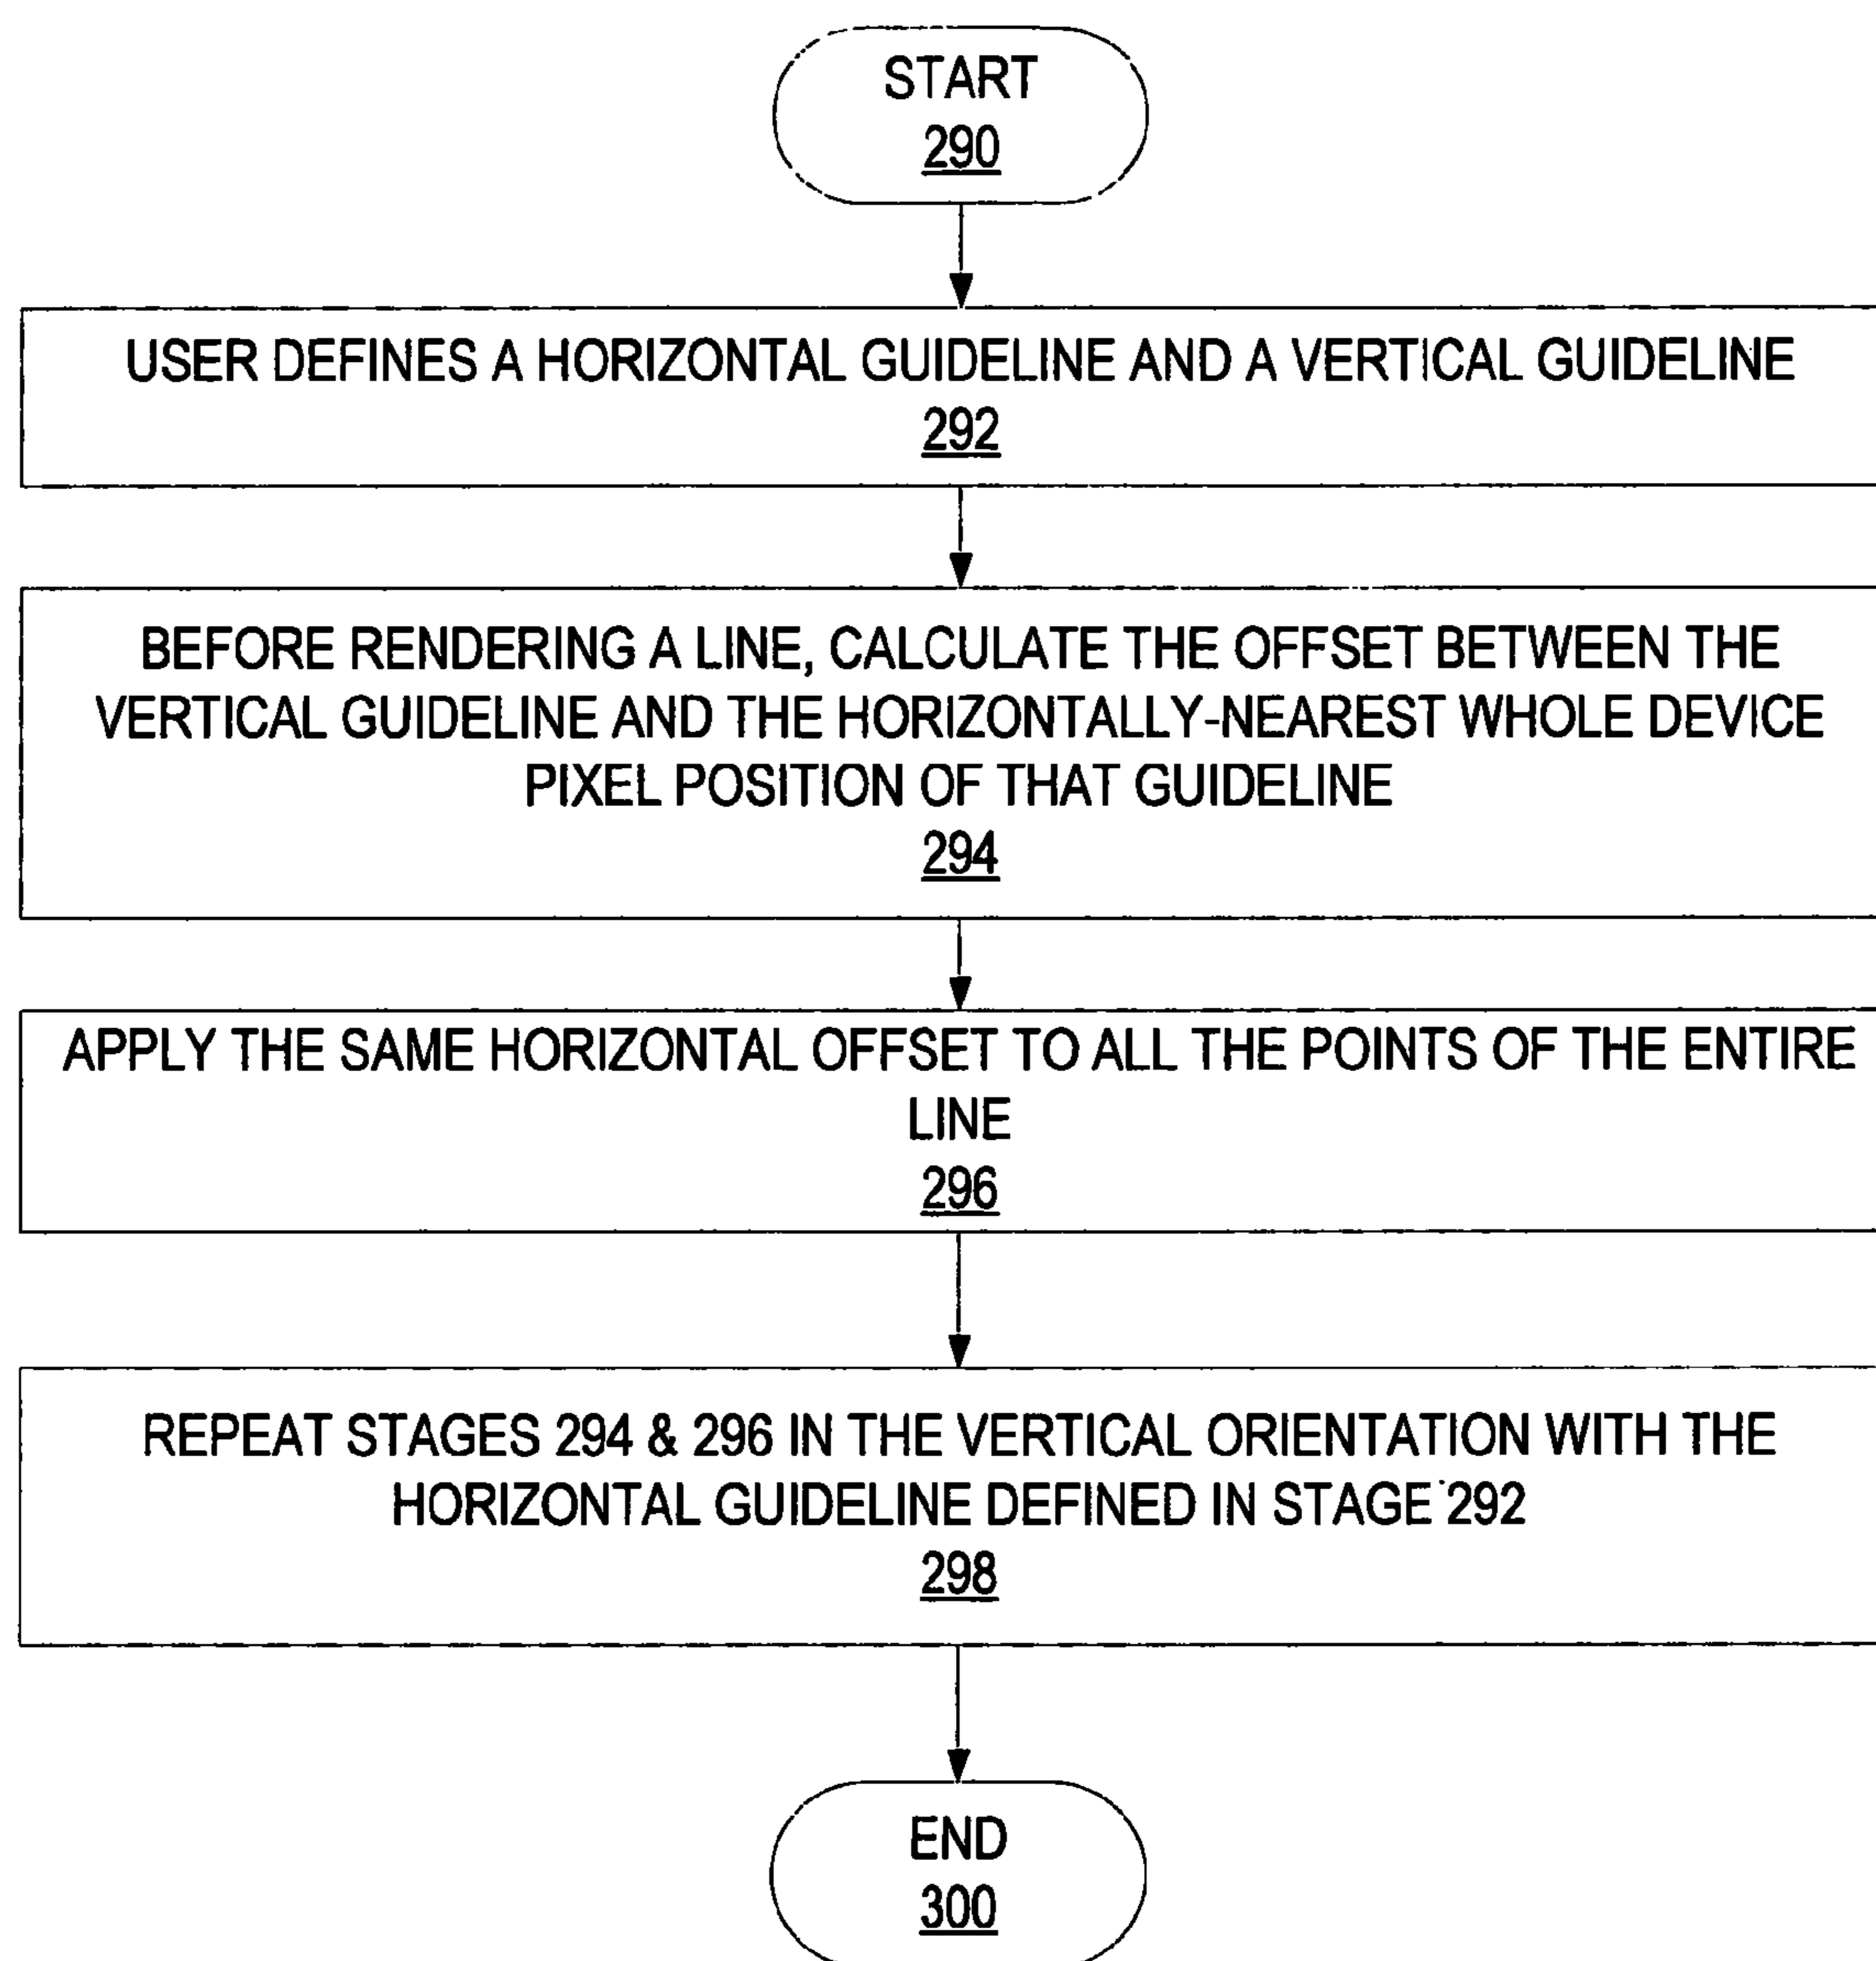 START
290
USER DEFINES A HORIZONTAL GUIDELINE AND A VERTICAL GUIDELINE
292
BEFORE RENDERING A LINE, CALCULATE THE OFFSET BETWEEN THE
VERTICAL GUIDELINE AND THE HORIZONTALLY-NEAREST WHOLE DEVICE
PIXEL POSITION OF THAT GUIDELINE
294
APPLY THE SAME HORIZONTAL OFFSET TO ALL THE POINTS OF THE ENTIRE
LINE
296
REPEAT STAGES 294 & 296 IN THE VERTICAL ORIENTATION WITH THE
HORIZONTAL GUIDELINE DEFINED IN STAGE 292
298
END
300